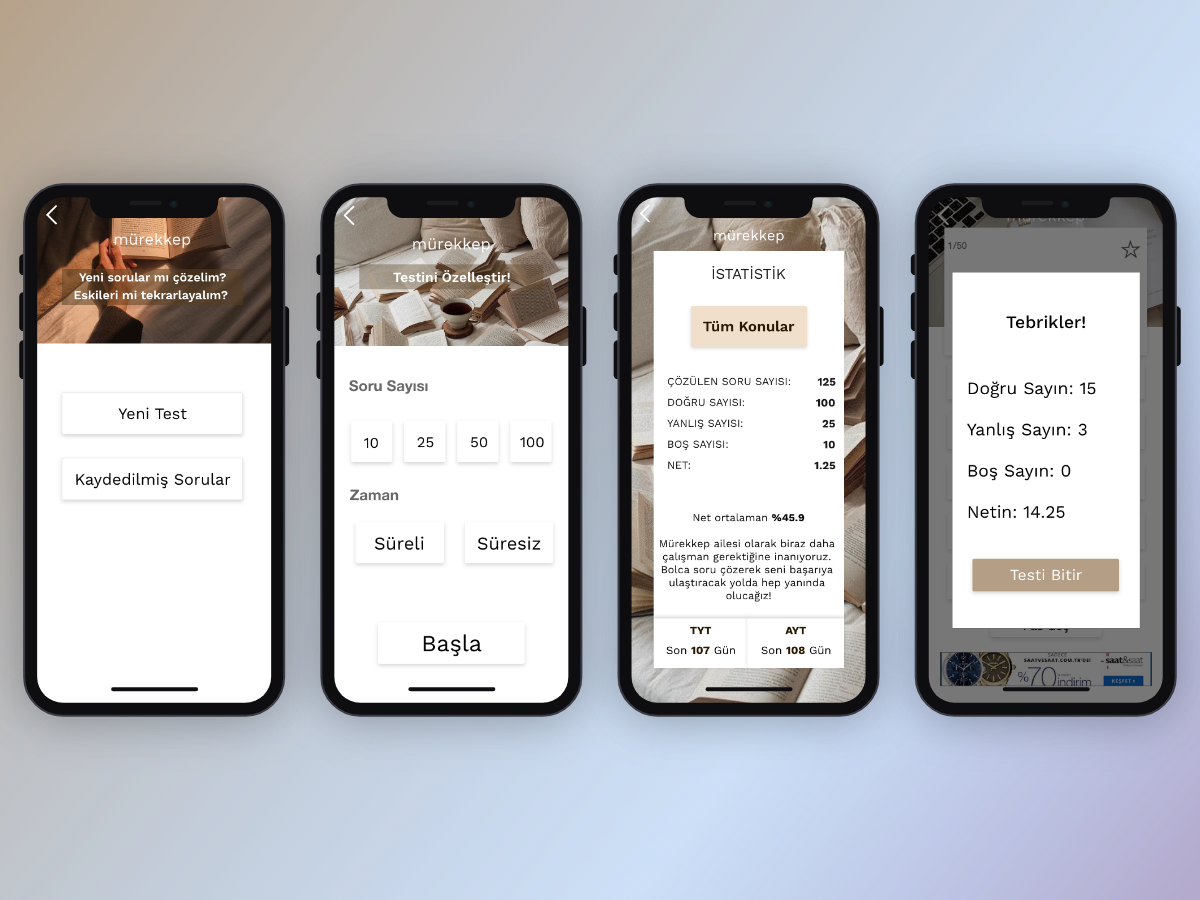 mürekkep
Yeni sorular mı çözelim?
Eskileri mi tekrarlayalım?
Yeni Test
Kaydedilmiş Sorular
mürekkep
Testini Özelleştir!
Soru Sayısı
10 25 50 100
Zaman
Süreli Süresiz
Başla
mürekkep
İSTATİSTİK
Tüm Konular
ÇÖZÜLEN SORU SAYISI: 125
DOĞRU SAYISI: 100
YANLIŞ SAYISI: 25
BOŞ SAYISI: 10
NET: 1.25
Net ortalaman %45.9
Mürekkep ailesi olarak biraz daha
çalışman gerektiğine inanıyoruz.
Bolca soru çözerek seni başarıya
ulaştıracak yolda hep yanında
olucağız!
TYT AYT
Son 107 Gün Son 108 Gün
mürekkep
1/50
Tebrikler!
Doğru Sayın: 15
Yanlış Sayın: 3
Boş Sayın: 0
Netin: 14.25
Testi Bitir
SAATVESAAT.COM.TR'DE!
saat&saat
%70 indirim
KEŞFET